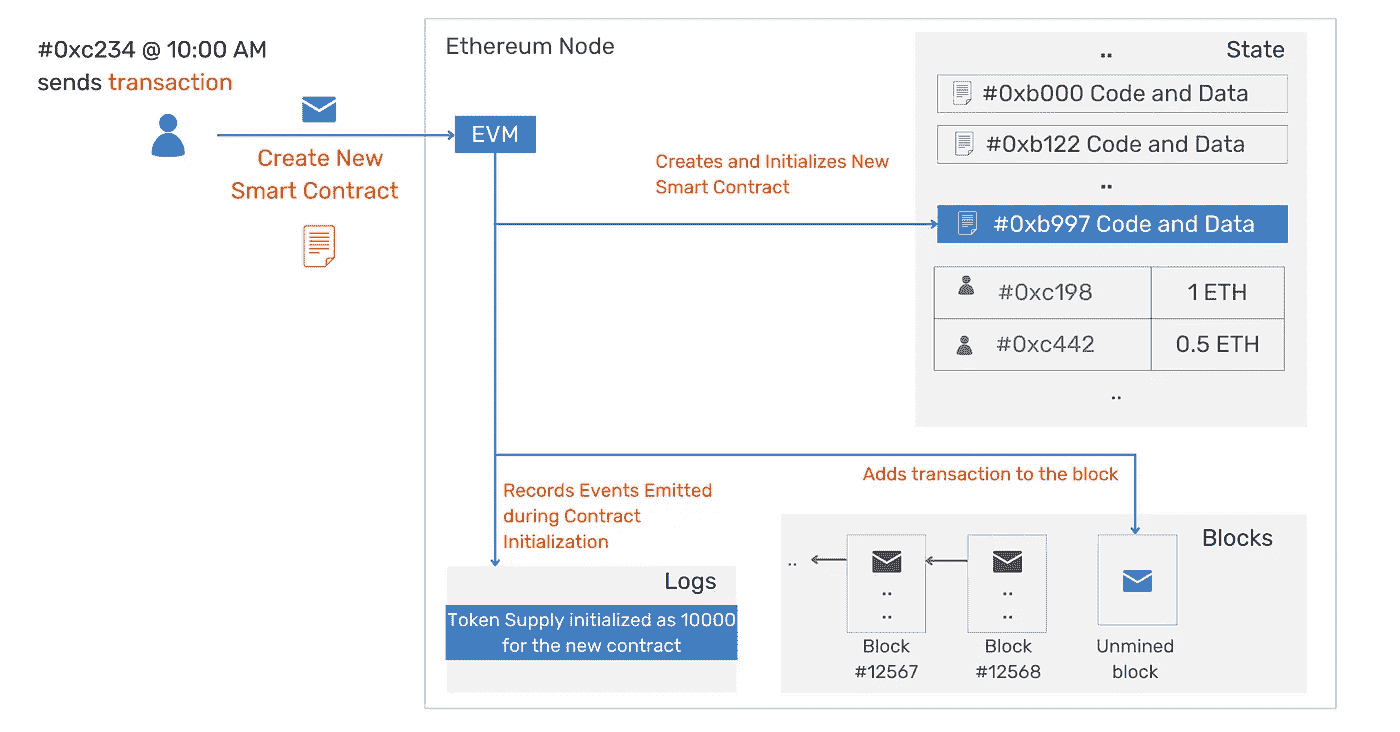 #0xc234 @ 10:00 AM
sends transaction
Create New
Smart Contract
Ethereum Node
EVM
Creates and Initializes New
Smart Contract
State
..
#0xb000 Code and Data
#0xb122 Code and Data
..
#0xb997 Code and Data
#0xc198 1 ETH
#0xc442 0.5 ETH
..
Records Events Emitted
during Contract
Initialization
Adds transaction to the block
Logs
Token Supply initialized as 10000
for the new contract
Blocks
..
..
..
..
..
Block
#12567
Block
#12568
Unmined
block